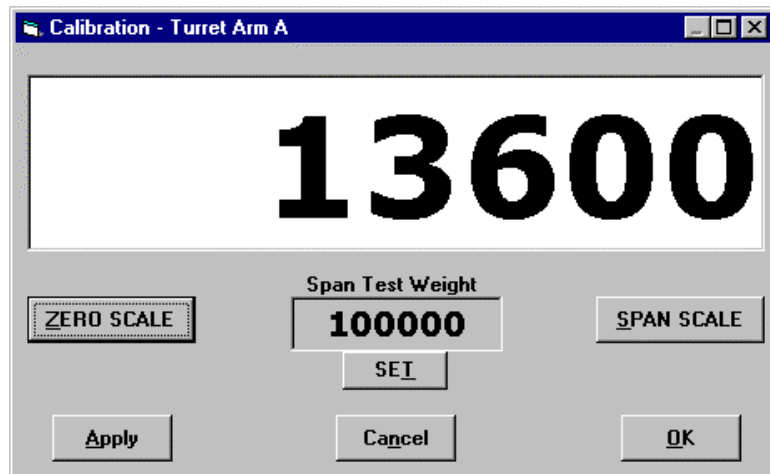 Calibration - Turret Arm A
13600
Span Test Weight
ZERO SCALE
100000
SPAN SCALE
SET
Apply
Cancel
OK